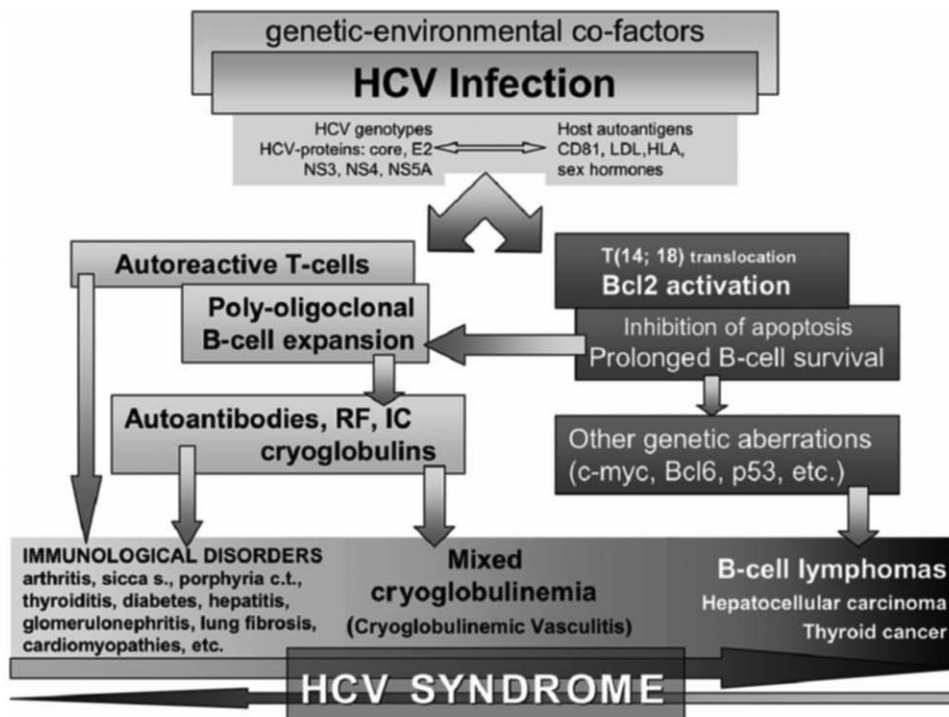 genetic-environmental co-factors
HCV Infection
HCV genotypes
HCV-proteins: core, E2
NS3, NS4, NS5A
Host autoantigens
CD81, LDL,HLA,
sex hormones
Autoreactive T-cells
Poly-oligoclonal
B-cell expansion
T(14; 18) translocation
Bcl2 activation
Inhibition of apoptosis
Prolonged B-cell survival
Autoantibodies, RF, IC
cryoglobulins
Other genetic aberrations
(c-myc, Bcl6, p53, etc.)
IMMUNOLOGICAL DISORDERS
arthritis, sicca s., porphyria c.t.,
thyroiditis, diabetes, hepatitis,
glomerulonephritis, lung fibrosis,
cardiomyopathies, etc.
Mixed
cryoglobulinemia
(Cryoglobulinemic Vasculitis)
B-cell lymphomas
Hepatocellular carcinoma
Thyroid cancer
HCV SYNDROME